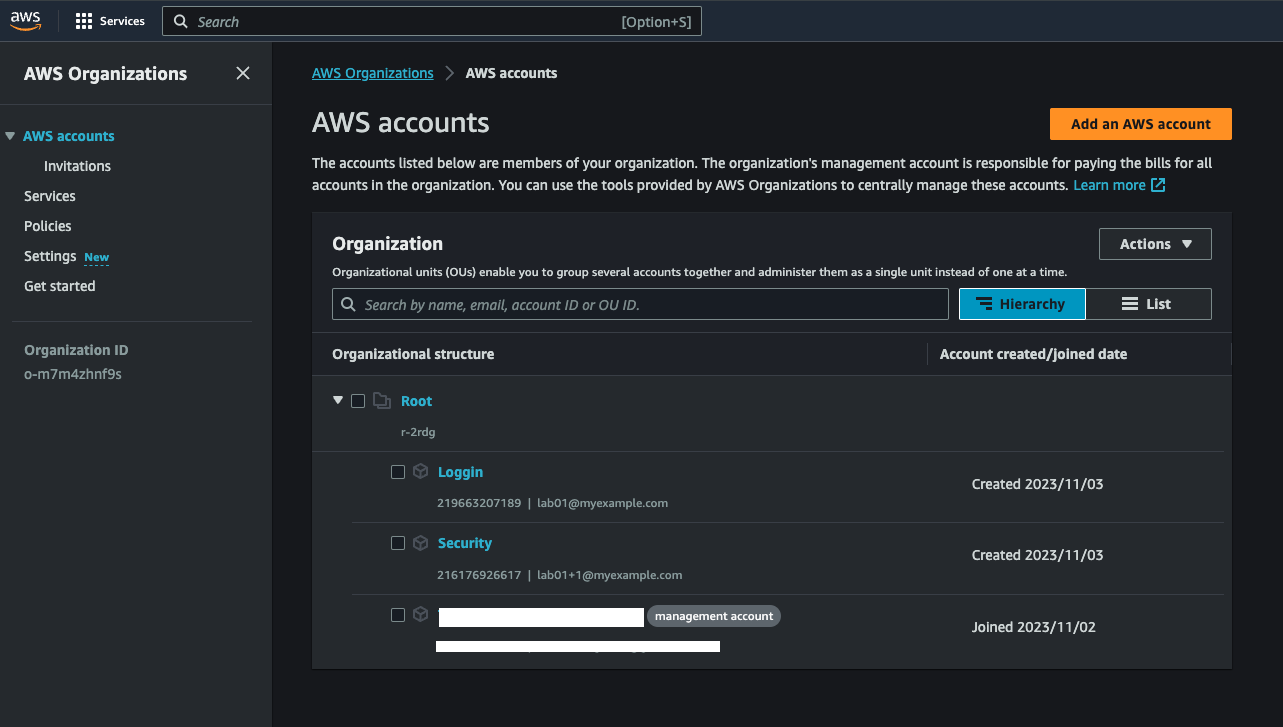 aws
Services
Search
[Option+S]
AWS Organizations
AWS accounts
Invitations
Services
Policies
Settings New
Get started
Organization ID
o-m7m4zhnf9s
AWS Organizations > AWS accounts
AWS accounts
Add an AWS account
The accounts listed below are members of your organization. The organization's management account is responsible for paying the bills for all
accounts in the organization. You can use the tools provided by AWS Organizations to centrally manage these accounts. Learn more
Organization
Actions
Organizational units (OUs) enable you to group several accounts together and administer them as a single unit instead of one at a time.
Search by name, email, account ID or OU ID.
Hierarchy
List
Organizational structure
Account created/joined date
Root
r-2rdg
Loggin
Created 2023/11/03
219663207189 | lab01@myexample.com
Security
Created 2023/11/03
216176926617 | lab01+1@myexample.com
management account
Joined 2023/11/02